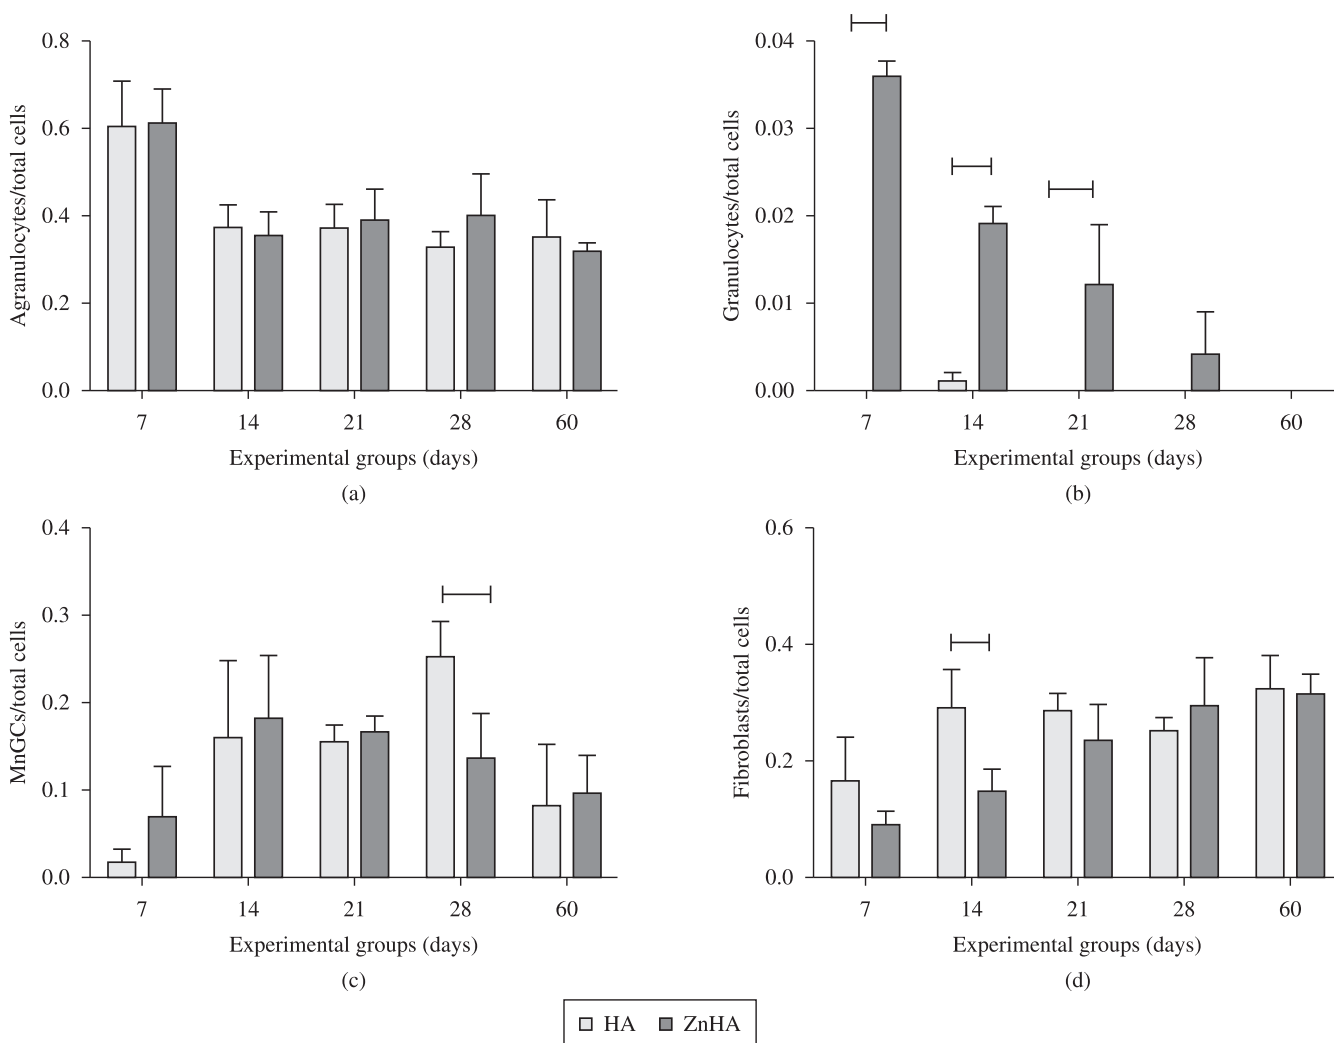 Agranulocytes/total cells
0.8
0.6
0.4
0.2
0.0
7 14 21 28 60
Experimental groups (days)
(a)
Granulocytes/total cells
0.04
0.03
0.02
0.01
0.00
7 14 21 28 60
Experimental groups (days)
(b)
MnGCs/total cells
0.4
0.3
0.2
0.1
0.0
7 14 21 28 60
Experimental groups (days)
(c)
Fibroblasts/total cells
0.6
0.4
0.2
0.0
7 14 21 28 60
Experimental groups (days)
(d)
HA ZnHA